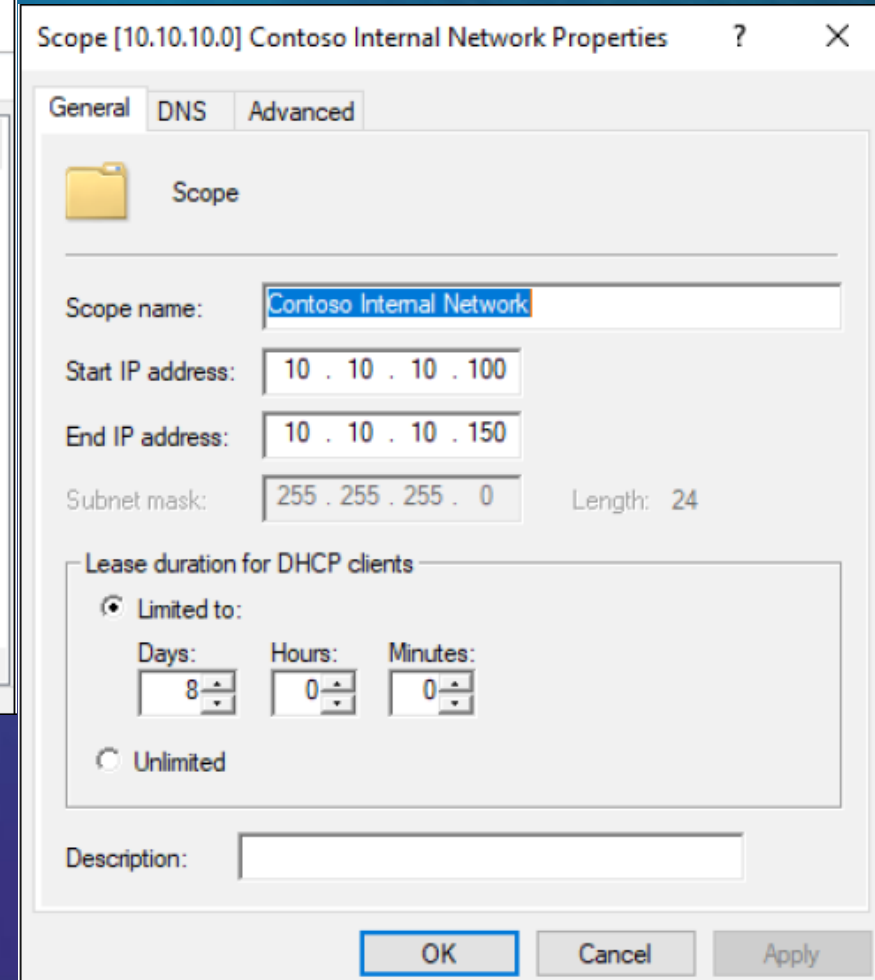 Scope [10.10.10.0] Contoso Internal Network Properties ? ×
General DNS Advanced
Scope
Scope name: Contoso Internal Network
Start IP address: 10 . 10 . 10 . 100
End IP address: 10 . 10 . 10 . 150
Subnet mask: 255 . 255 . 255 . 0 Length: 24
Lease duration for DHCP clients
Limited to:
Days: Hours: Minutes:
8 0 0
Unlimited
Description:
OK Cancel Apply